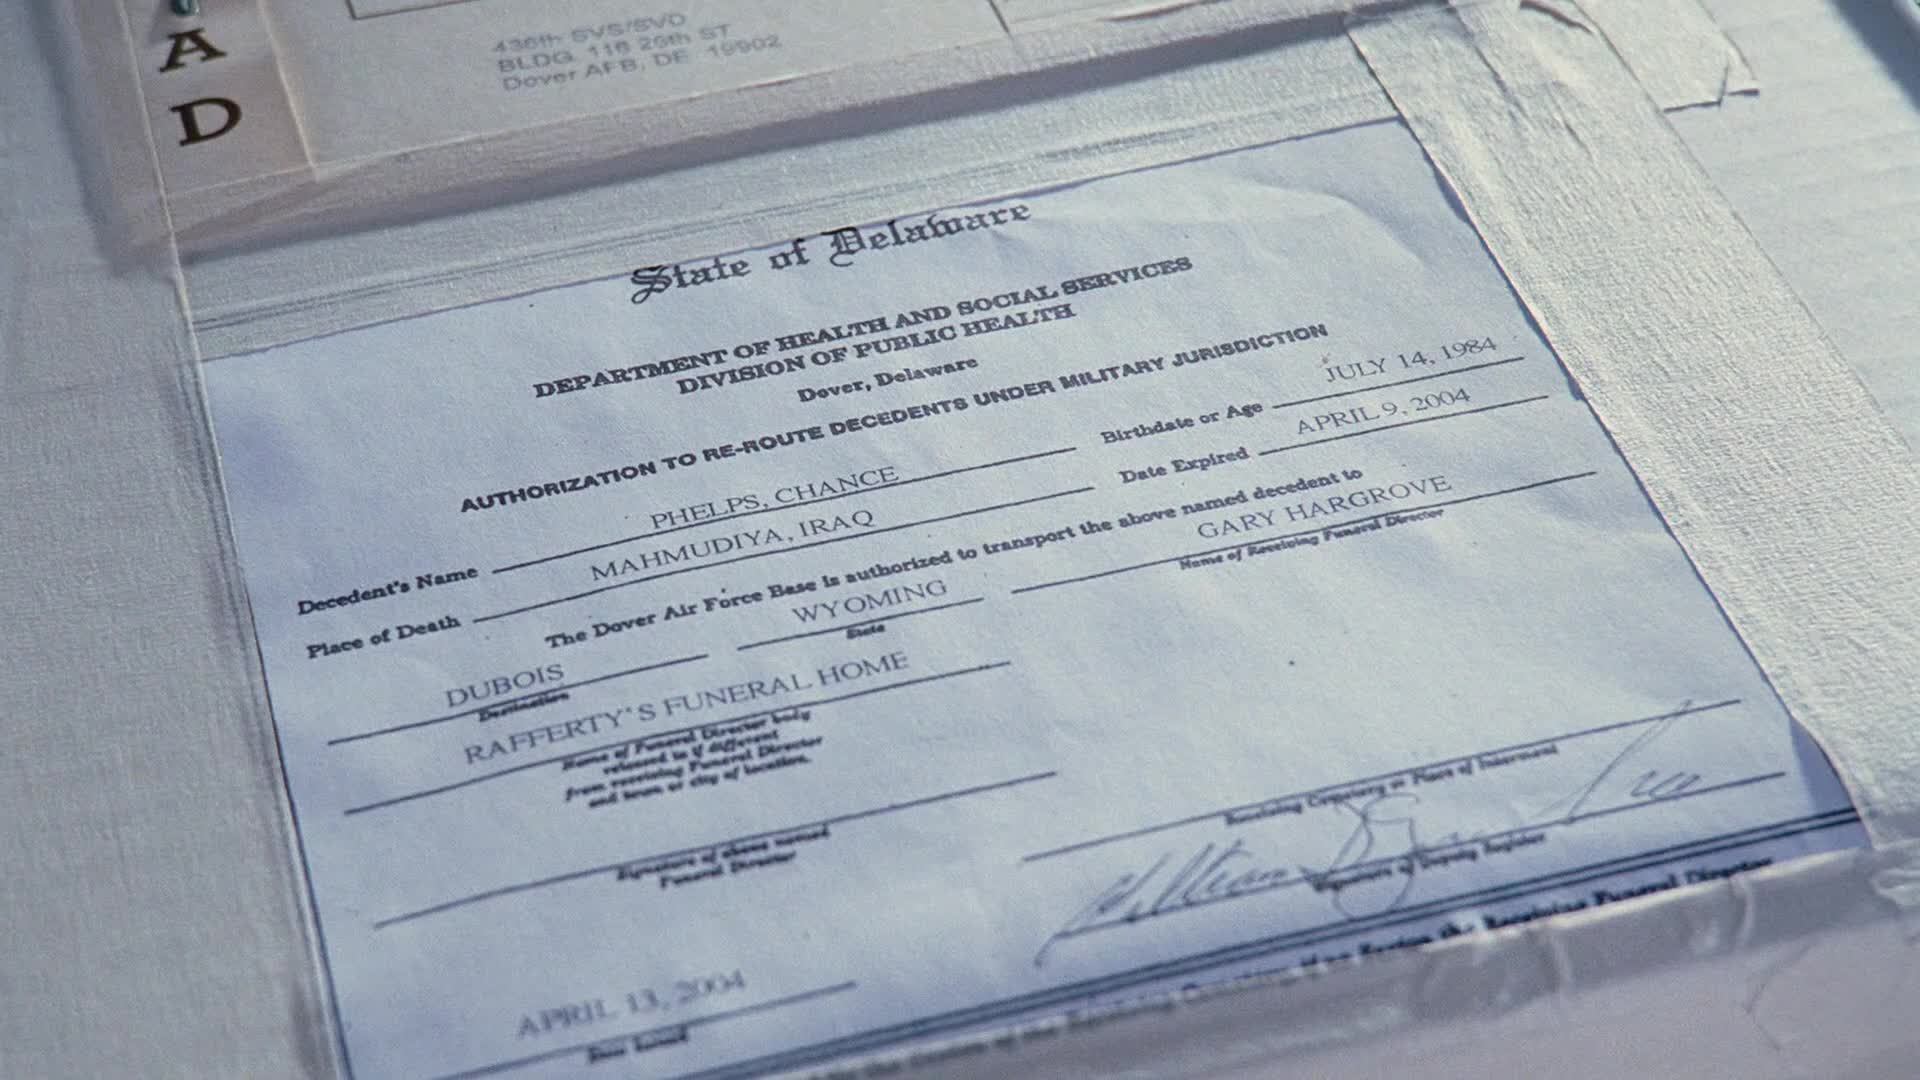 A
D
436th SVS/SVD
BLDG. 116 20th ST
Dover AFB, DE 19902
State of Delaware
DEPARTMENT OF HEALTH AND SOCIAL SERVICES
DIVISION OF PUBLIC HEALTH
Dover, Delaware
AUTHORIZATION TO RE-ROUTE DECEDENTS UNDER MILITARY JURISDICTION
Decedent's Name PHELPS, CHANCE Birthdate or Age JULY 14, 1984
Place of Death MAHMUDIYA, IRAQ Date Expired APRIL 9, 2004
The Dover Air Force Base is authorized to transport the above named decedent to
DUBOIS WYOMING GARY HARGROVE
Destination State Name of Receiving Funeral Director
RAFFERTY'S FUNERAL HOME
Name of Funeral Director body
released to if different
from receiving Funeral Director
and town or city of location.
Receiving Cemetery or Place of Interment
Signature of above named
Funeral Director
Signature of Deputy Registrar
APRIL 13, 2004
Date Issued
the Receiving Funeral Director